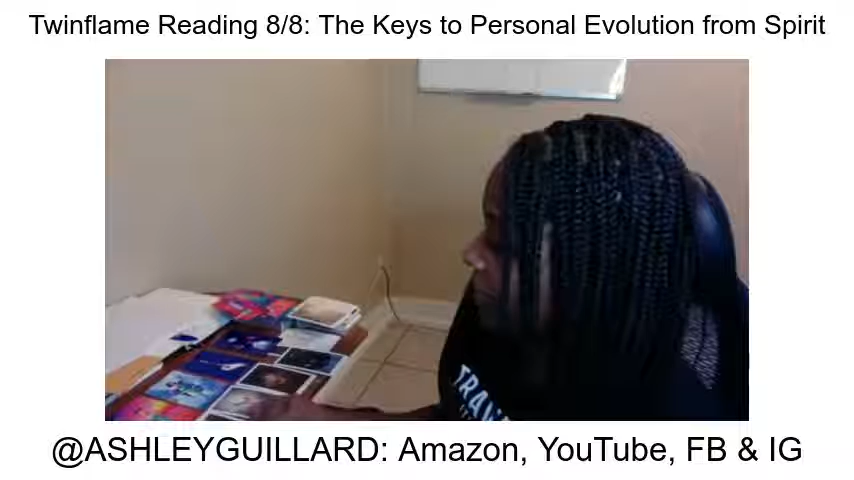 Twinflame Reading 8/8: The Keys to Personal Evolution from Spirit
@ASHLEYGUILLARD: Amazon, YouTube, FB & IG